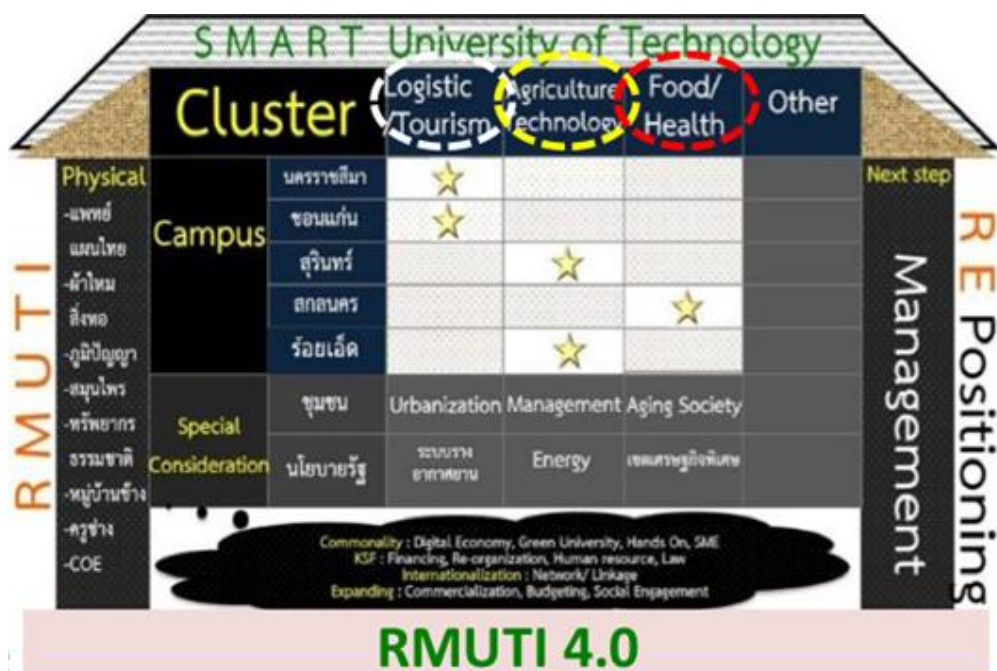 SMART University of Technology
Cluster
Logistic
/Tourism
Agriculture
Technology
Food/
Health
Other
Physical
-แพทย์
แผนไทย
-ผ้าไหม
สิ่งทอ
-ภูมิปัญญา
-สมุนไพร
-ทรัพยากร
ธรรมชาติ
-หมู่บ้านช้าง
-ครูช่าง
-COE
Campus
นครราชสีมา
ขอนแก่น
สุรินทร์
สกลนคร
ร้อยเอ็ด
Special
Consideration
ชุมชน
Urbanization
Management
Aging Society
นโยบายรัฐ
ระบบราง
อากาศยาน
Energy
เขตเศรษฐกิจพิเศษ
Next step
Management
RMUTI
RE Positioning
Commonality : Digital Economy, Green University, Hands On, SME
KSF : Financing, Re-organization, Human resource, Law
Internationalization : Network/ Linkage
Expanding : Commercialization, Budgeting, Social Engagement
RMUTI 4.0